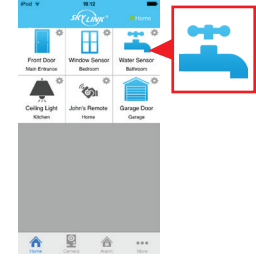 iPod
18:12
SKYLINK
Home
Front Door
Window Sensor
Water Sensor
Main Entrance
Bedroom
Bathroom
Ceiling Light
John's Remote
Garage Door
Kitchen
Home
Garage
Home
Camera
Alarm
More